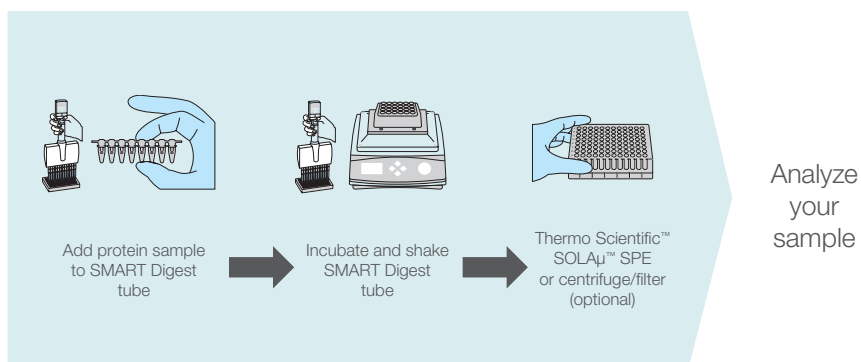 Add protein sample
to SMART Digest
tube
Incubate and shake
SMART Digest
tube
Thermo Scientific™
SOLAµ™ SPE
or centrifuge/filter
(optional)
Analyze
your
sample